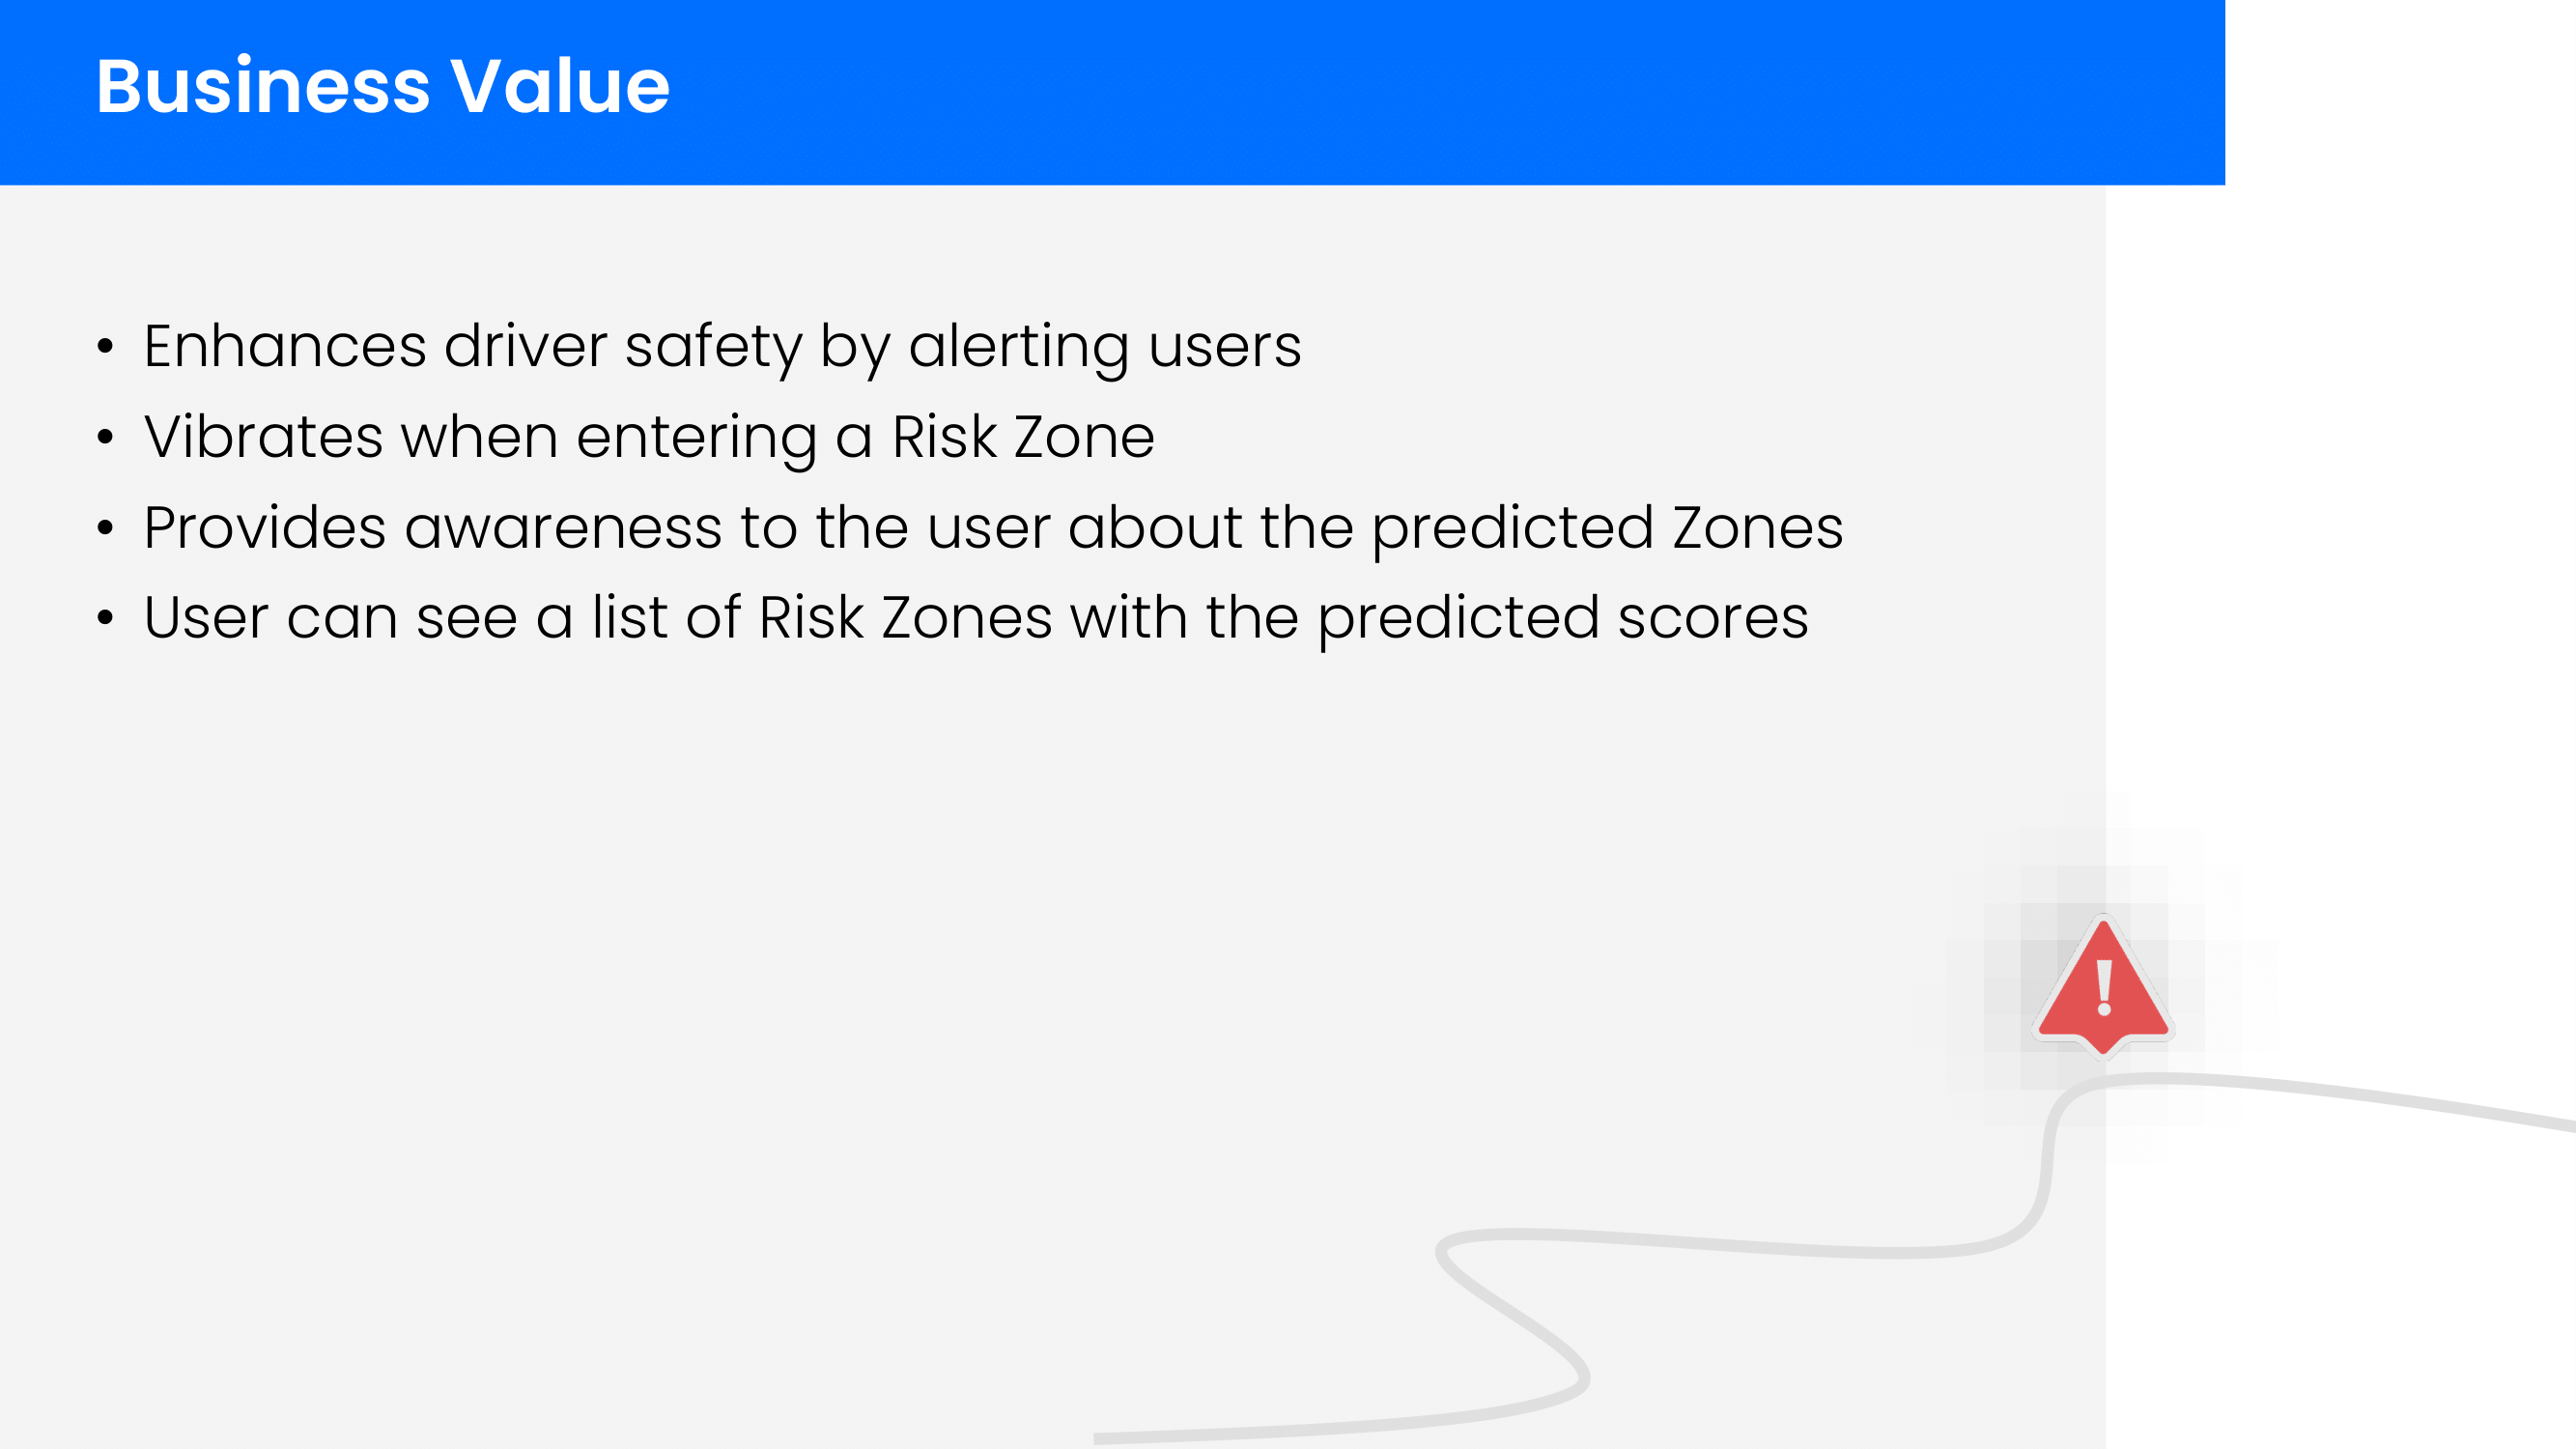 Business Value
• Enhances driver safety by alerting users
• Vibrates when entering a Risk Zone
• Provides awareness to the user about the predicted Zones
• User can see a list of Risk Zones with the predicted scores
!